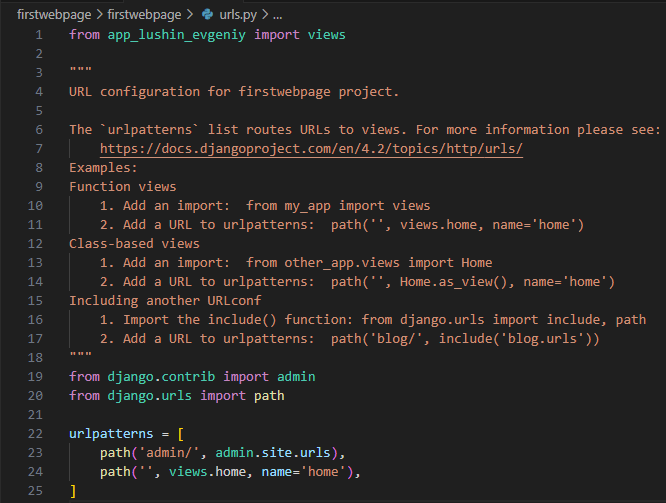 firstwebpage > firstwebpage > urls.py > ...
1 from app_lushin_evgeniy import views
2
3 """
4 URL configuration for firstwebpage project.
5
6 The `urlpatterns` list routes URLs to views. For more information please see:
7     https://docs.djangoproject.com/en/4.2/topics/http/urls/
8 Examples:
9 Function views
10     1. Add an import:  from my_app import views
11     2. Add a URL to urlpatterns:  path('', views.home, name='home')
12 Class-based views
13     1. Add an import:  from other_app.views import Home
14     2. Add a URL to urlpatterns:  path('', Home.as_view(), name='home')
15 Including another URLconf
16     1. Import the include() function: from django.urls import include, path
17     2. Add a URL to urlpatterns:  path('blog/', include('blog.urls'))
18 """
19 from django.contrib import admin
20 from django.urls import path
21
22 urlpatterns = [
23     path('admin/', admin.site.urls),
24     path('', views.home, name='home'),
25 ]